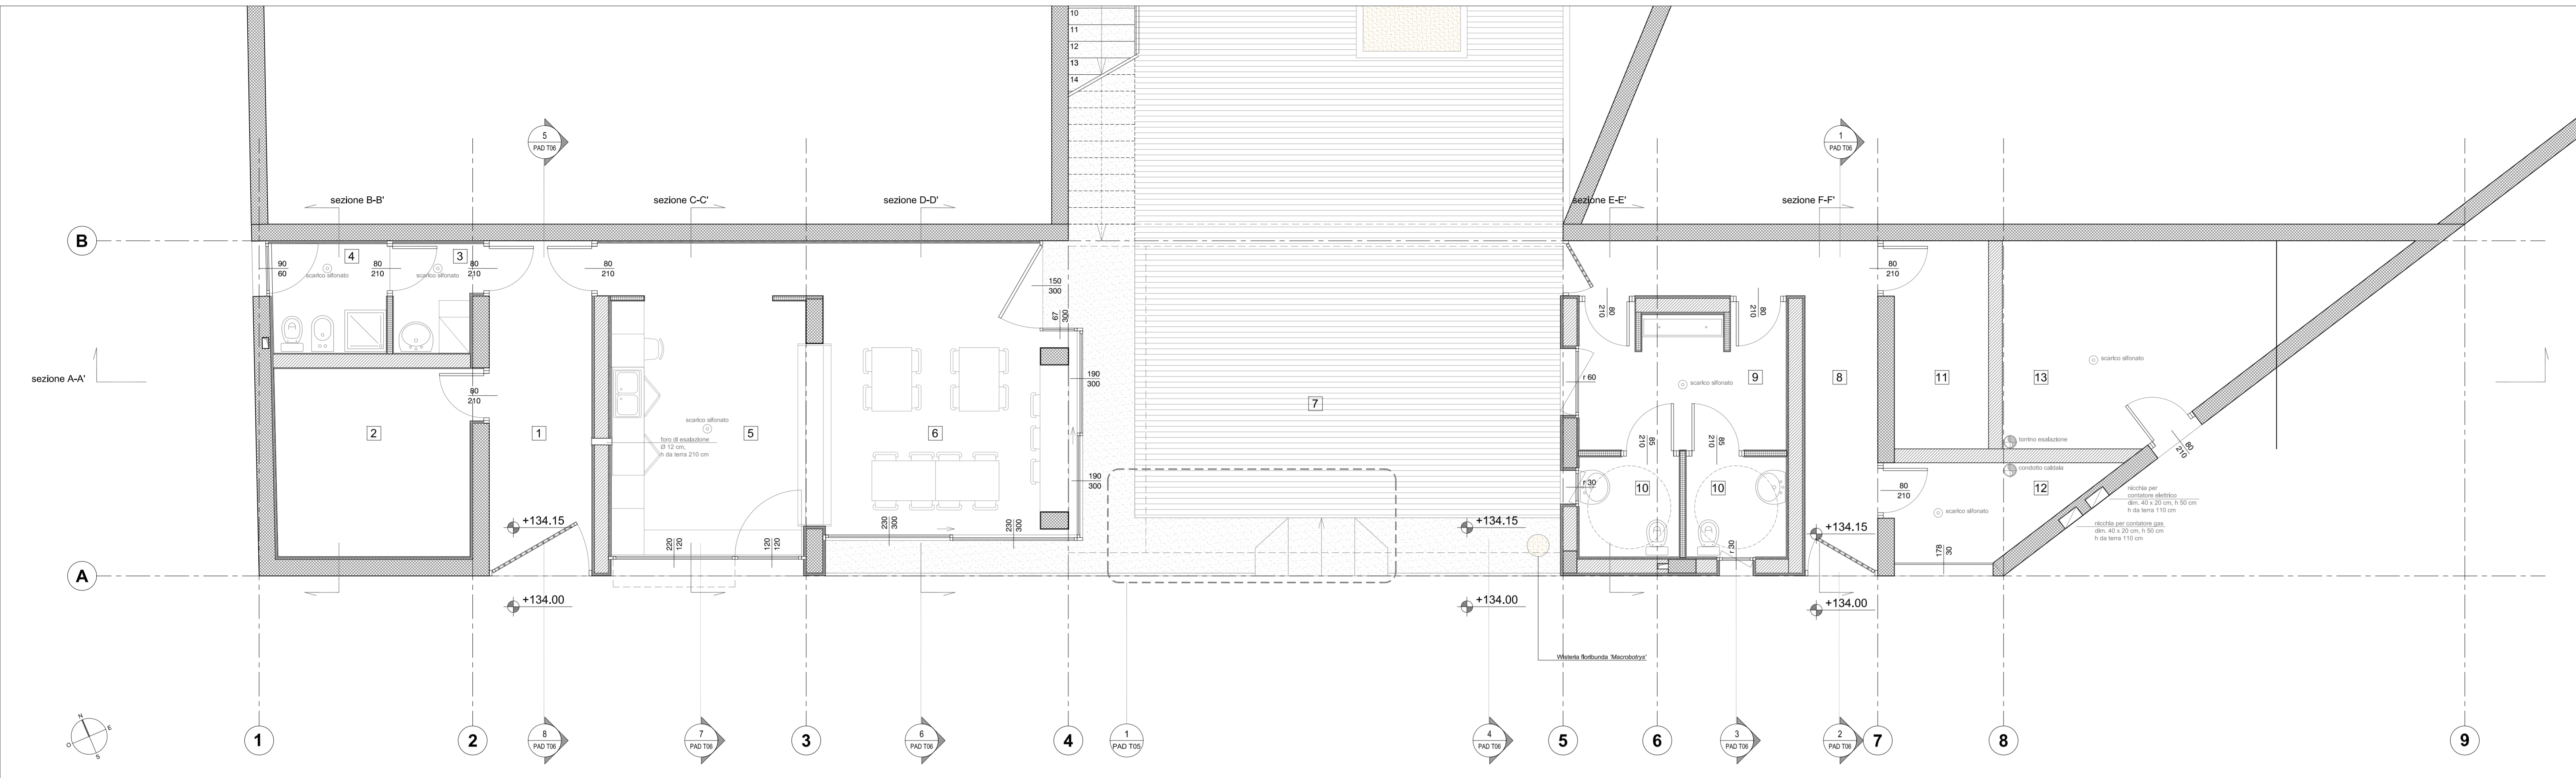 10
11
12
13
14
5
PAD T06
1
PAD T06
sezione B-B'
sezione C-C'
sezione D-D'
sezione E-E'
sezione F-F'
B
4
3
90
60
scarico sifonato
80
210
scarico sifonato
80
210
80
210
150
300
67
300
80
210
80
210
80
210
sezione A-A'
80
210
190
300
r 60
9
8
11
13
scarico sifonato
scarico sifonato
7
2
1
scarico sifonato
5
6
foro di esalazione
Ø 12 cm,
h da terra 210 cm
85
210
85
210
torrino esalazione
80
210
condotto caldaia
190
300
r 30
10
10
80
210
12
nicchia per
contatore elettrico
dim. 40 x 20 cm, h 50 cm
h da terra 110 cm
scarico sifonato
nicchia per contatore gas
dim. 40 x 20 cm, h 50 cm
h da terra 110 cm
+134.15
230
300
230
300
+134.15
+134.15
220
120
120
120
r 30
178
30
A
+134.00
+134.00
+134.00
Wisteria floribunda 'Macrobotrys'
N
E
O
S
1
2
8
PAD T06
7
PAD T06
3
6
PAD T06
4
1
PAD T05
4
PAD T06
5
6
3
PAD T06
2
PAD T06
7
8
9